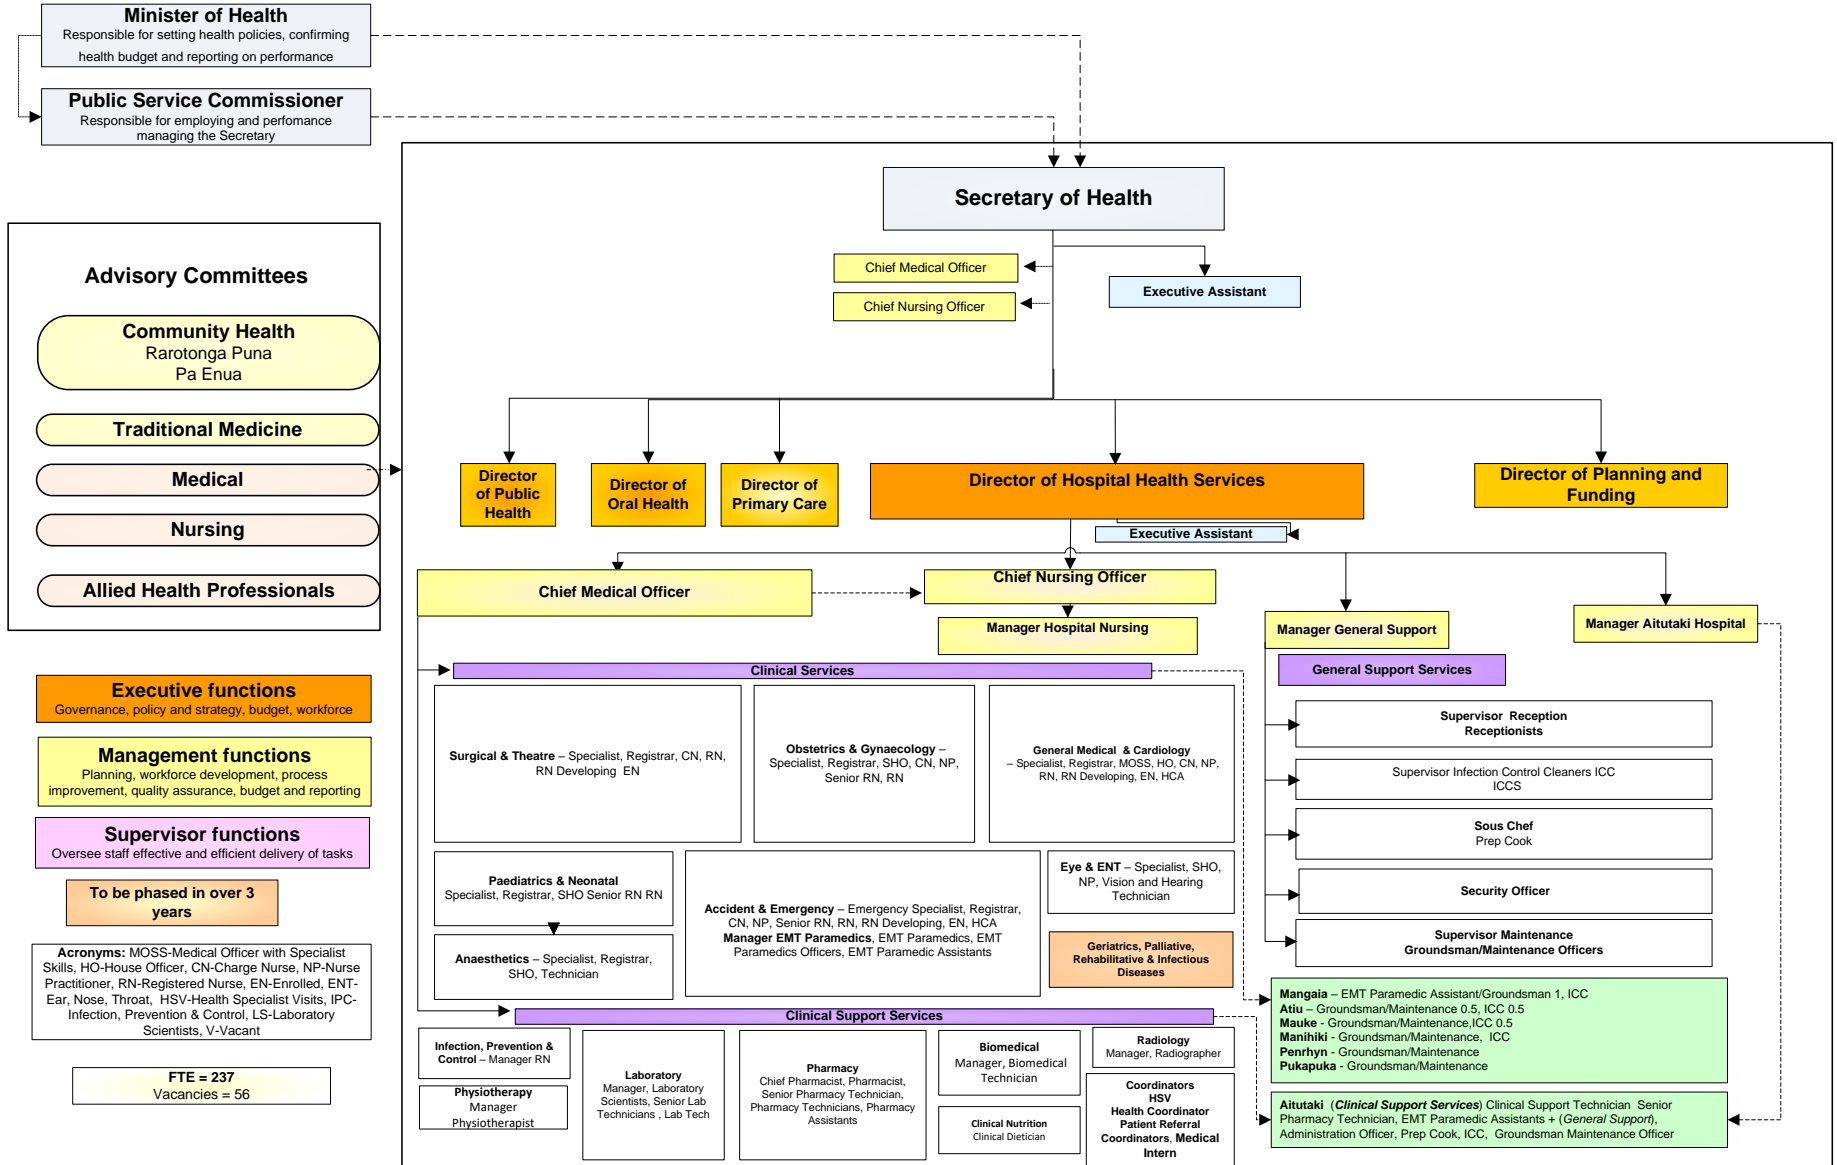 Minister of Health
Responsible for setting health policies, confirming
health budget and reporting on performance
Public Service Commissioner
Responsible for employing and perfomance
managing the Secretary
Secretary of Health
Chief Medical Officer
Chief Nursing Officer
Executive Assistant
Advisory Committees
Community Health
Rarotonga Puna
Pa Enua
Traditional Medicine
Medical
Nursing
Allied Health Professionals
Director
of Public
Health
Director of
Oral Health
Director of
Primary Care
Director of Hospital Health Services
Director of Planning and
Funding
Executive Assistant
Chief Medical Officer
Chief Nursing Officer
Manager Hospital Nursing
Manager General Support
Manager Aitutaki Hospital
Clinical Services
General Support Services
Surgical & Theatre – Specialist, Registrar, CN, RN,
RN Developing  EN
Obstetrics & Gynaecology –
Specialist, Registrar, SHO, CN, NP,
Senior RN, RN
General Medical  & Cardiology
– Specialist, Registrar, MOSS, HO, CN, NP,
RN, RN Developing, EN, HCA
Paediatrics & Neonatal
Specialist, Registrar, SHO Senior RN RN
Anaesthetics – Specialist, Registrar,
SHO, Technician
Accident & Emergency – Emergency Specialist, Registrar,
CN, NP, Senior RN, RN, RN Developing, EN, HCA
Manager EMT Paramedics, EMT Paramedics, EMT
Paramedics Officers, EMT Paramedic Assistants
Eye & ENT – Specialist, SHO,
NP, Vision and Hearing
Technician
Geriatrics, Palliative,
Rehabilitative & Infectious
Diseases
Supervisor  Reception
Receptionists
Supervisor Infection Control Cleaners ICC
ICCS
Sous Chef
Prep Cook
Security Officer
Supervisor Maintenance
Groundsman/Maintenance Officers
Executive functions
Governance, policy and strategy, budget, workforce
Management functions
Planning, workforce development, process
improvement, quality assurance, budget and reporting
Supervisor functions
Oversee staff effective and efficient delivery of tasks
To be phased in over 3
years
Acronyms: MOSS-Medical Officer with Specialist
Skills, HO-House Officer, CN-Charge Nurse, NP-Nurse
Practitioner, RN-Registered Nurse, EN-Enrolled, ENT-
Ear, Nose, Throat,  HSV-Health Specialist Visits, IPC-
Infection, Prevention & Control, LS-Laboratory
Scientists, V-Vacant
FTE = 237
Vacancies = 56
Clinical Support Services
Infection, Prevention &
Control – Manager RN
Physiotherapy
Manager
Physiotherapist
Laboratory
Manager, Laboratory
Scientists, Senior Lab
Technicians , Lab Tech
Pharmacy
Chief Pharmacist, Pharmacist,
Senior Pharmacy Technician,
Pharmacy Technicians, Pharmacy
Assistants
Biomedical
Manager, Biomedical
Technician
Clinical Nutrition
Clinical Dietician
Radiology
Manager, Radiographer
Coordinators
HSV
Health Coordinator
Patient Referral
Coordinators, Medical
Intern
Mangaia – EMT Paramedic Assistant/Groundsman 1, ICC
Atiu – Groundsman/Maintenance 0.5, ICC 0.5
Mauke - Groundsman/Maintenance,ICC 0.5
Manihiki - Groundsman/Maintenance,  ICC
Penrhyn - Groundsman/Maintenance
Pukapuka - Groundsman/Maintenance
Aitutaki  (Clinical Support Services) Clinical Support Technician  Senior
Pharmacy Technician, EMT Paramedic Assistants + (General Support),
Administration Officer, Prep Cook, ICC,  Groundsman Maintenance Officer